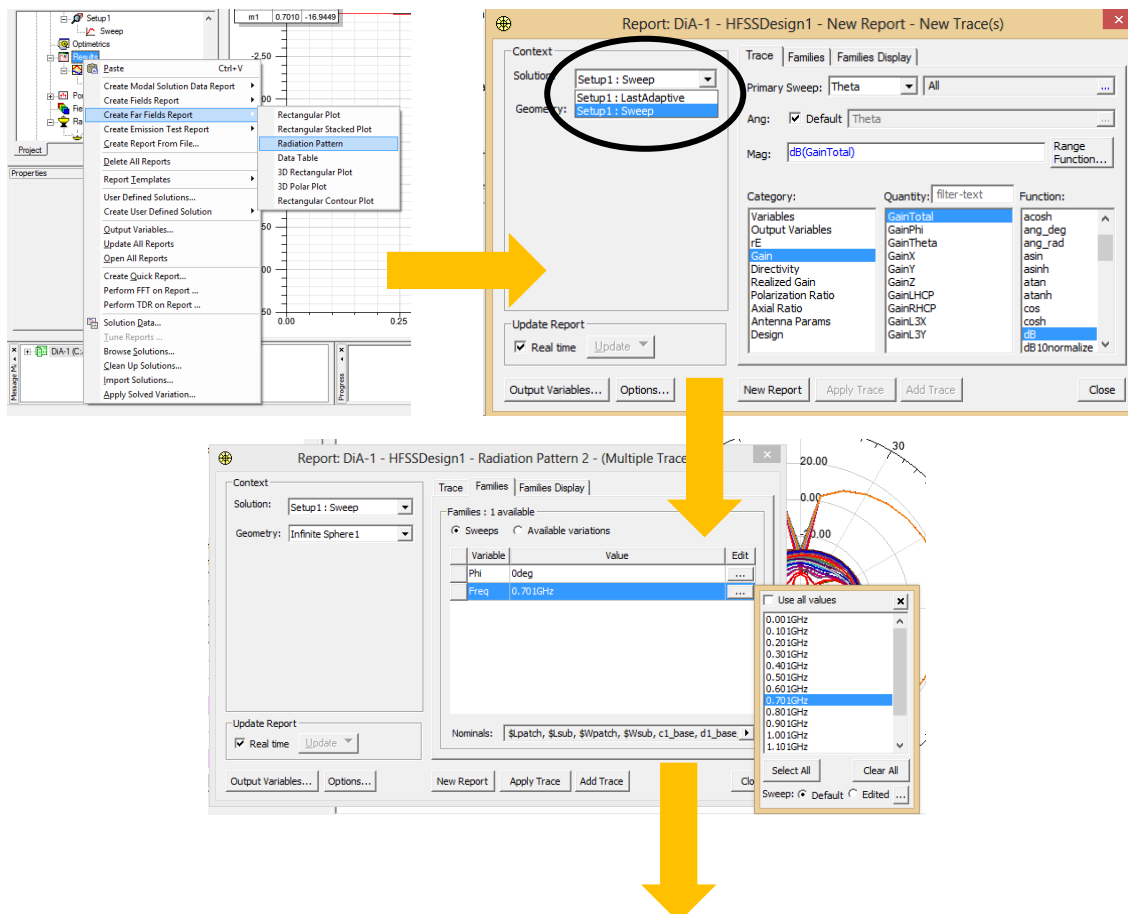 Setup1
Sweep
Optimetrics
Results
Paste Ctrl+V
Create Modal Solution Data Report
Create Fields Report
Create Far Fields Report
Create Emission Test Report
Create Report From File...
Delete All Reports
Report Templates
User Defined Solutions...
Create User Defined Solution
Output Variables...
Update All Reports
Open All Reports
Create Quick Report...
Perform FFT on Report ...
Perform TDR on Report ...
Solution Data...
Tune Reports ...
Browse Solutions...
Clean Up Solutions...
Import Solutions...
Apply Solved Variation...
Rectangular Plot
Rectangular Stacked Plot
Radiation Pattern
Data Table
3D Rectangular Plot
3D Polar Plot
Rectangular Contour Plot
Project
Properties
m1 0.7010 -16.9449
-2.50
00
50
00
50
0.00 0.25
DiA-1 (C:
Progress
Report: DiA-1 - HFSSDesign1 - New Report - New Trace(s)
Context
Solution: Setup1 : Sweep
Setup1 : LastAdaptive
Setup1 : Sweep
Geometry:
Update Report
Real time Update
Output Variables... Options...
Trace Families Families Display
Primary Sweep: Theta All ...
Ang: Default Theta ...
Mag: dB(GainTotal) Range Function...
Category: Quantity: filter-text Function:
Variables GainTotal acosh
Output Variables GainPhi ang_deg
rE GainTheta ang_rad
Gain GainX asin
Directivity GainY asinh
Realized Gain GainZ atan
Polarization Ratio GainLHCP atanh
Axial Ratio GainRHCP cos
Antenna Params GainL3X cosh
Design GainL3Y dB
dB10normalize
New Report Apply Trace Add Trace Close
Report: DiA-1 - HFSSDesign1 - Radiation Pattern 2 - (Multiple Trace
Context
Solution: Setup1 : Sweep
Geometry: Infinite Sphere1
Update Report
Real time Update
Output Variables... Options...
Trace Families Families Display
Families : 1 available
Sweeps Available variations
Variable Value Edit
Phi 0deg ...
Freq 0.701GHz ...
Nominals: $Lpatch, $Lsub, $Wpatch, $Wsub, c1_base, d1_base
New Report Apply Trace Add Trace Clo
30
20.00
0.00
Use all values x
0.001GHz
0.101GHz
0.201GHz
0.301GHz
0.401GHz
0.501GHz
0.601GHz
0.701GHz
0.801GHz
0.901GHz
1.001GHz
1.101GHz
Select All Clear All
Sweep: Default Edited ...